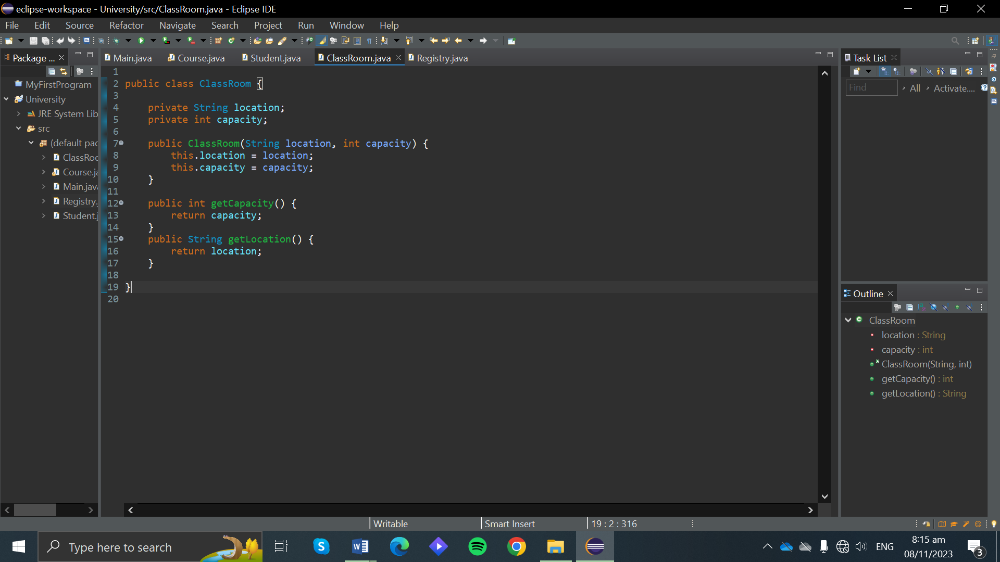 eclipse-workspace - University/src/ClassRoom.java - Eclipse IDE
File Edit Source Refactor Navigate Search Project Run Window Help
Package ...
Main.java Course.java Student.java ClassRoom.java Registry.java
Task List
MyFirstProgram
University
JRE System Lib
src
(default pac
ClassRoo
Course.ja
Main.java
Registry.
Student.j
1
2 public class ClassRoom {
3
4 private String location;
5 private int capacity;
6
7 public ClassRoom(String location, int capacity) {
8 this.location = location;
9 this.capacity = capacity;
10 }
11
12 public int getCapacity() {
13 return capacity;
14 }
15 public String getLocation() {
16 return location;
17 }
18
19 }
20
Find All Activate....
Outline
ClassRoom
location : String
capacity : int
ClassRoom(String, int)
getCapacity() : int
getLocation() : String
Writable Smart Insert 19 : 2 : 316
Type here to search
ENG
8:15 am
08/11/2023
3